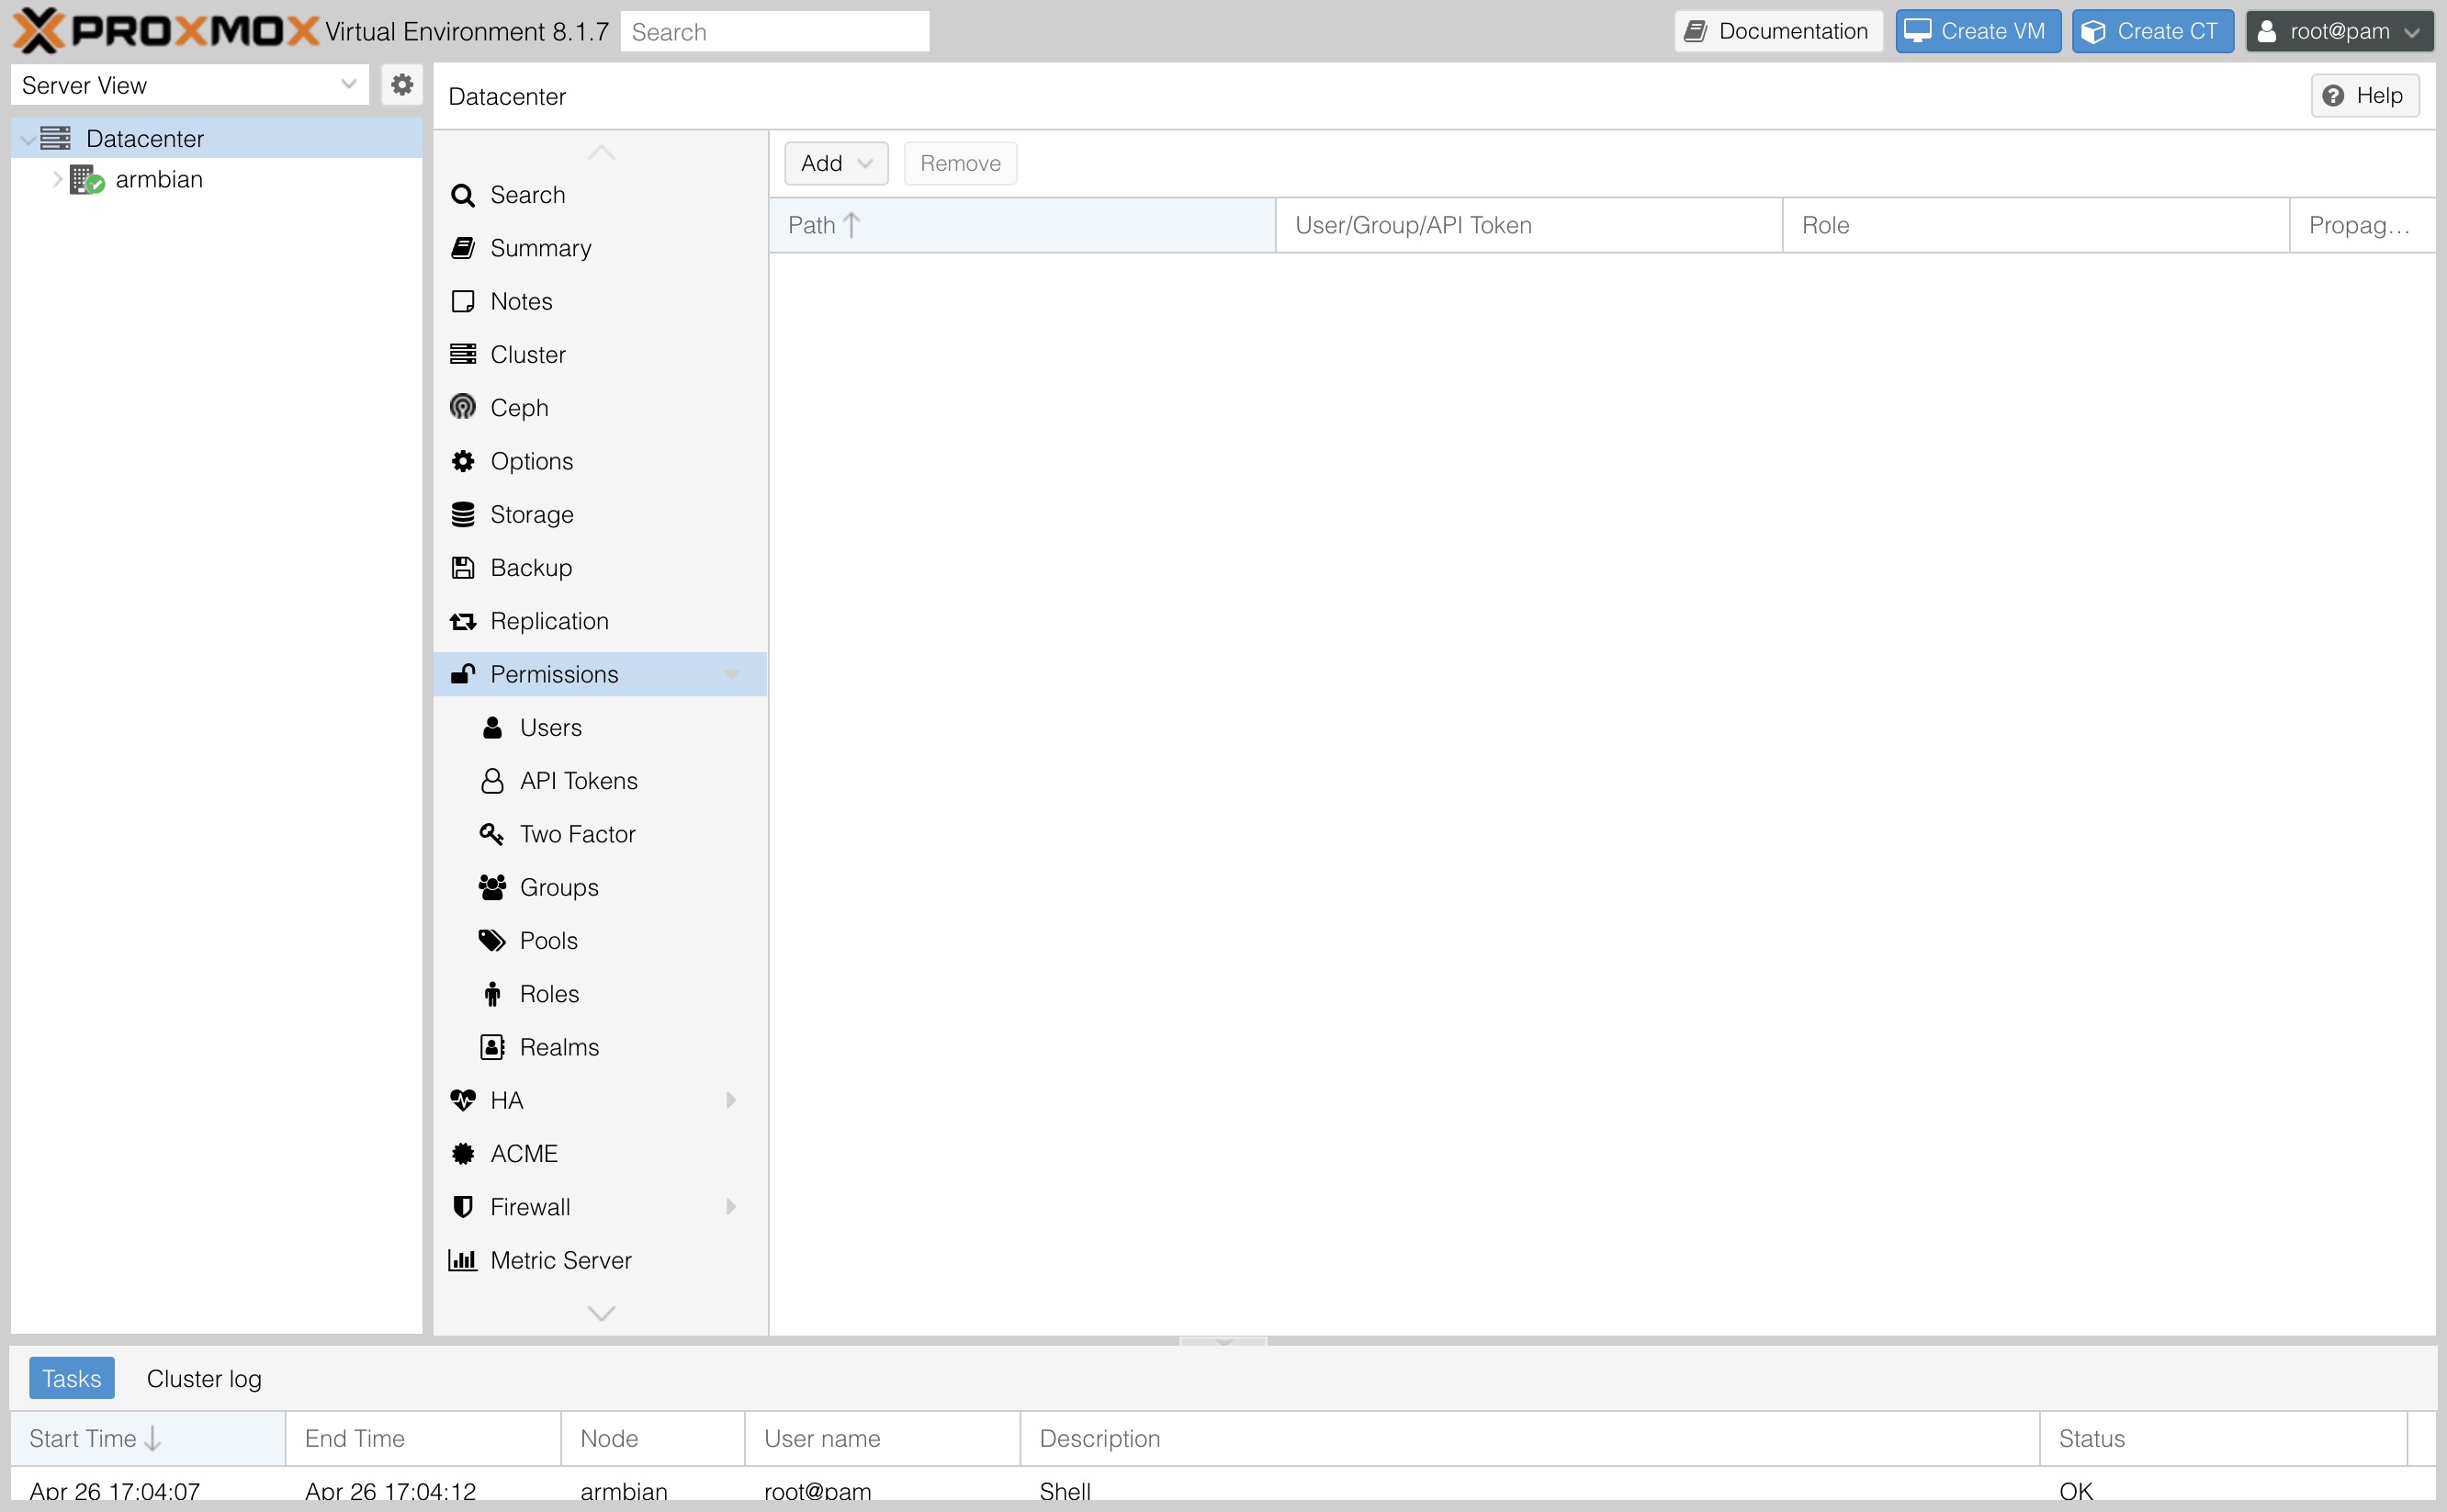 PROXMOX Virtual Environment 8.1.7 Search Documentation Create VM Create CT root@pam
Server View
Datacenter
armbian
Datacenter Help
Search
Summary
Notes
Cluster
Ceph
Options
Storage
Backup
Replication
Permissions
Users
API Tokens
Two Factor
Groups
Pools
Roles
Realms
HA
ACME
Firewall
Metric Server
Add Remove
Path User/Group/API Token Role Propag...
Tasks Cluster log
Start Time End Time Node User name Description Status
Apr 26 17:04:07 Apr 26 17:04:12 armbian root@pam Shell OK